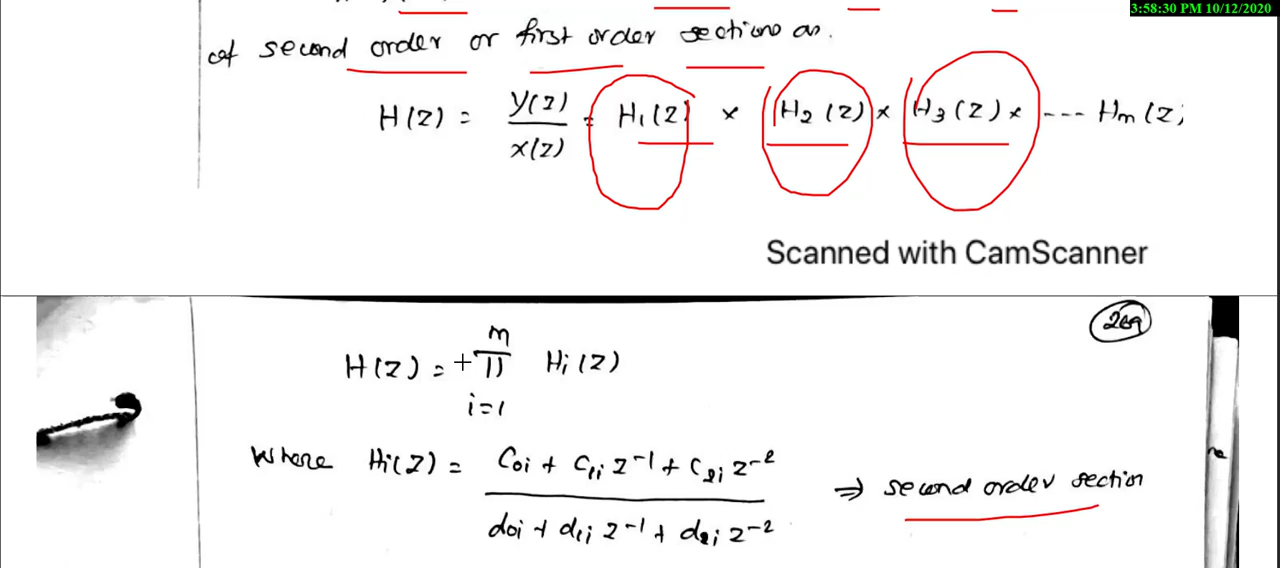 3:58:30 PM 10/12/2020
of second order or first order sections as.
H(z) = Y(z)/X(z) = H₁(z) × H₂(z) × H₃(z) × ---- Hm(z)
Scanned with CamScanner
269
H(z) = + π_{i=1}^{m} Hi(z)
Where Hi(z) = (C0i + C1i z⁻¹ + C2i z⁻²)/(d0i + d1i z⁻¹ + d2i z⁻²) ⇒ second order section